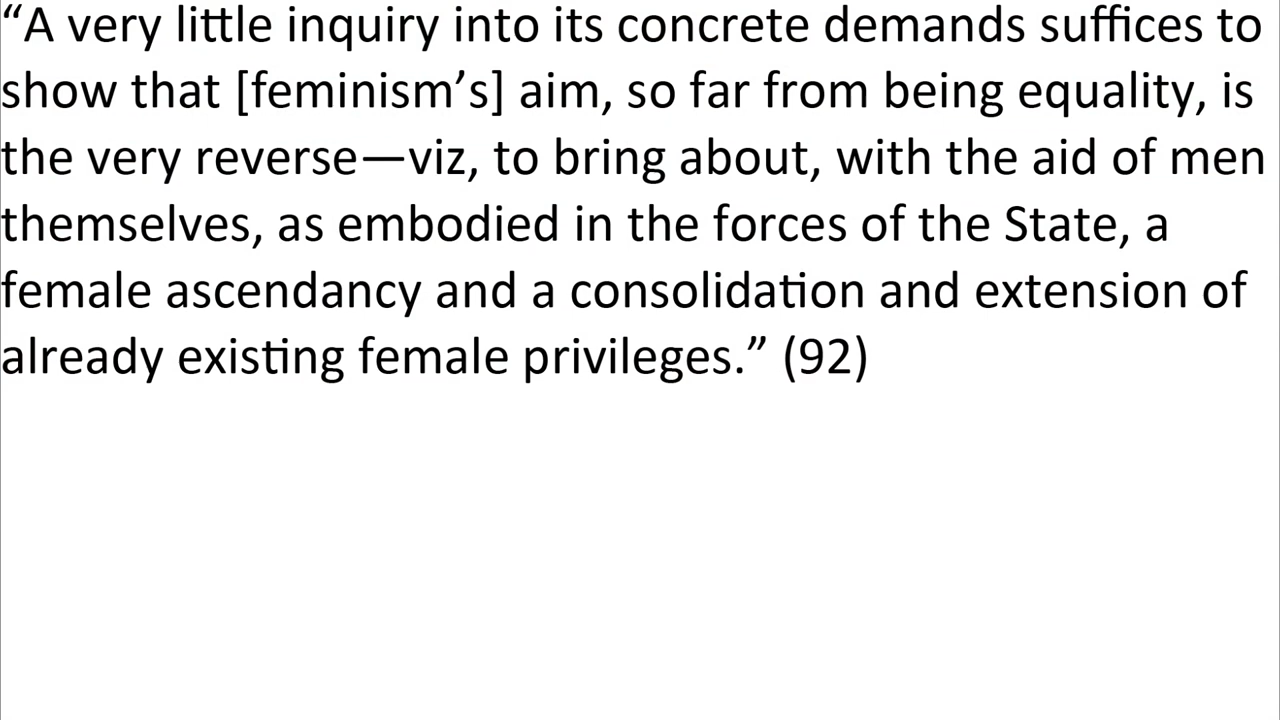 “A very little inquiry into its concrete demands suffices to
show that [feminism’s] aim, so far from being equality, is
the very reverse—viz, to bring about, with the aid of men
themselves, as embodied in the forces of the State, a
female ascendancy and a consolidation and extension of
already existing female privileges.” (92)